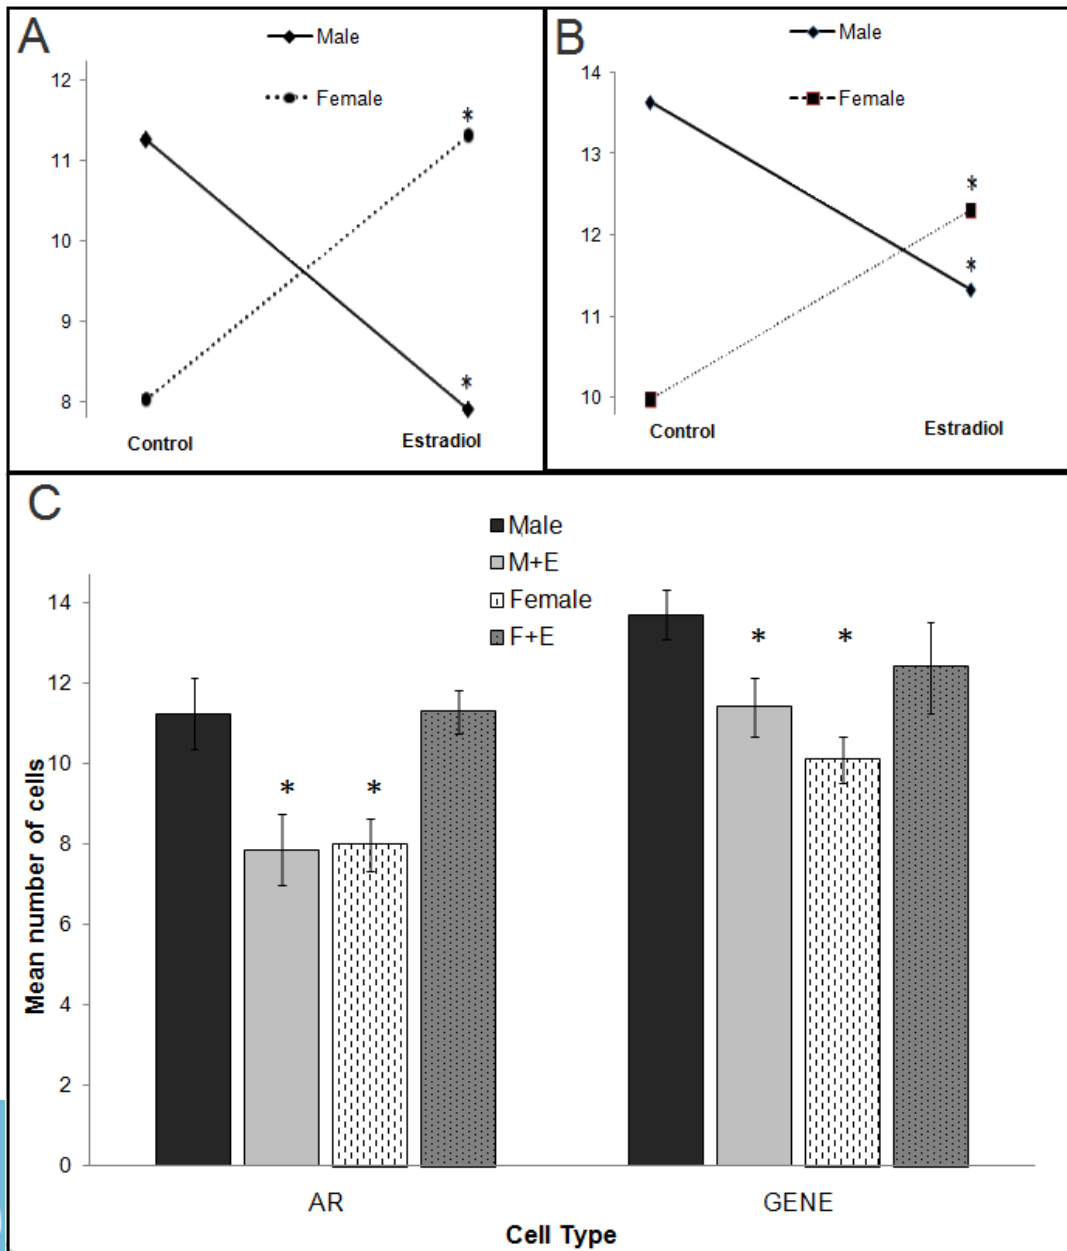 A
Male
Female
12
11
10
9
8
*
*
Control
Estradiol
B
Male
Female
14
13
12
11
10
*
*
Control
Estradiol
C
Male
M+E
Female
F+E
Mean number of cells
14
12
10
8
6
4
2
0
* *
* *
AR
GENE
Cell Type